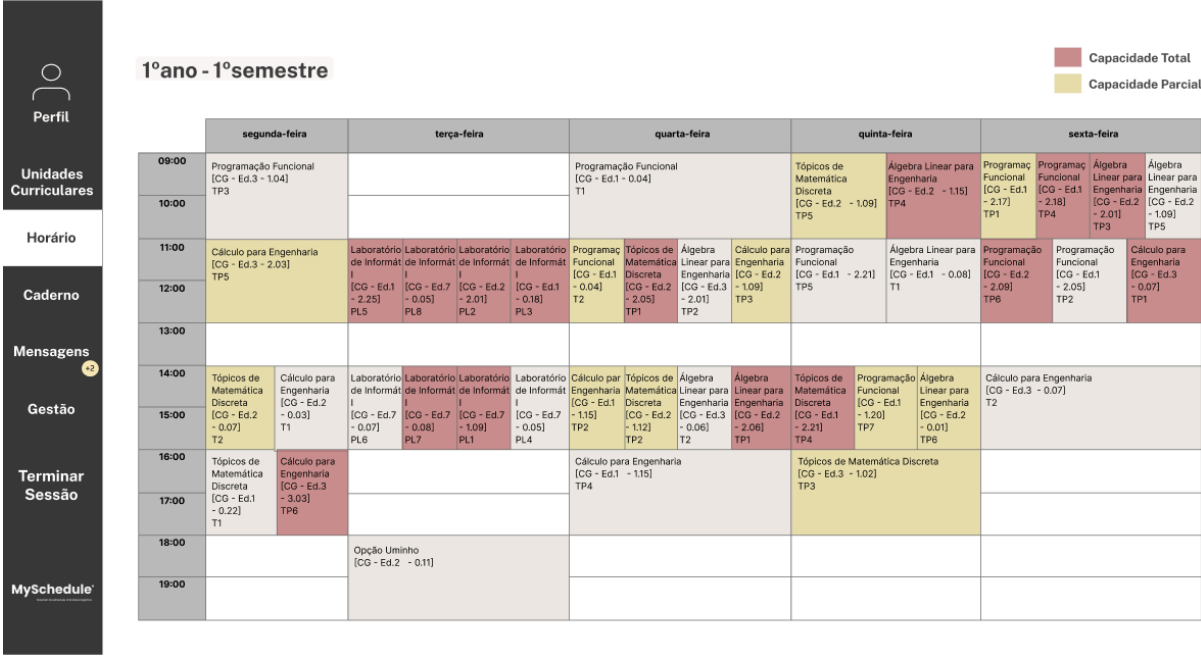 1ºano - 1ºsemestre
Capacidade Total
Capacidade Parcial
Perfil
Unidades
Curriculares
Horário
Caderno
Mensagens
+2
Gestão
Terminar
Sessão
MySchedule
segunda-feira
terça-feira
quarta-feira
quinta-feira
sexta-feira
09:00
10:00
Programação Funcional
[CG - Ed.3 - 1.04]
TP3
Programação Funcional
[CG - Ed.1 - 0.04]
T1
Tópicos de
Matemática
Discreta
[CG - Ed.2 - 1.09]
TP5
Álgebra Linear para
Engenharia
[CG - Ed.2 - 1.15]
TP4
Programaç
Funcional
[CG - Ed.1
- 2.17]
TP1
Programaç
Funcional
[CG - Ed.1
- 2.18]
TP4
Álgebra
Linear para
Engenharia
[CG - Ed.2
- 2.01]
TP3
Álgebra
Linear para
Engenharia
[CG - Ed.2
- 1.09]
TP5
11:00
12:00
Cálculo para Engenharia
[CG - Ed.3 - 2.03]
TP5
Laboratório
de Informát
I
[CG - Ed.1
- 2.25]
PL5
Laboratório
de Informát
I
[CG - Ed.7
- 0.05]
PL8
Laboratório
de Informát
I
[CG - Ed.2
- 2.01]
PL2
Laboratório
de Informát
I
[CG - Ed.1
- 0.18]
PL3
Programaç
Funcional
[CG - Ed.1
- 0.04]
T2
Tópicos de
Matemática
Discreta
[CG - Ed.2
- 2.05]
TP1
Álgebra
Linear para
Engenharia
[CG - Ed.3
- 2.01]
TP2
Cálculo para
Engenharia
[CG - Ed.2
- 1.09]
TP3
Programação
Funcional
[CG - Ed.1 - 2.21]
TP5
Álgebra Linear para
Engenharia
[CG - Ed.1 - 0.08]
T1
Programação
Funcional
[CG - Ed.2
- 2.09]
TP6
Programação
Funcional
[CG - Ed.1
- 2.05]
TP2
Cálculo para
Engenharia
[CG - Ed.3
- 0.07]
TP1
13:00
14:00
15:00
Tópicos de
Matemática
Discreta
[CG - Ed.2
- 0.07]
T2
Cálculo para
Engenharia
[CG - Ed.2
- 0.03]
T1
Laboratório
de Informát
I
[CG - Ed.7
- 0.07]
PL6
Laboratório
de Informát
I
[CG - Ed.7
- 0.08]
PL7
Laboratório
de Informát
I
[CG - Ed.7
- 1.09]
PL1
Laboratório
de Informát
I
[CG - Ed.7
- 0.05]
PL4
Cálculo par
Engenharia
[CG - Ed.1
- 1.15]
TP2
Tópicos de
Matemática
Discreta
[CG - Ed.2
- 1.12]
TP2
Álgebra
Linear para
Engenharia
[CG - Ed.3
- 0.06]
T2
Álgebra
Linear para
Engenharia
[CG - Ed.2
- 2.06]
TP1
Tópicos de
Matemática
Discreta
[CG - Ed.1
- 2.21]
TP4
Programação
Funcional
[CG - Ed.1
- 1.20]
TP7
Álgebra
Linear para
Engenharia
[CG - Ed.2
- 0.01]
TP6
Cálculo para Engenharia
[CG - Ed.3 - 0.07]
T2
16:00
17:00
Tópicos de
Matemática
Discreta
[CG - Ed.1
- 0.22]
T1
Cálculo para
Engenharia
[CG - Ed.3
- 3.03]
TP6
Cálculo para Engenharia
[CG - Ed.1 - 1.15]
TP4
Tópicos de Matemática Discreta
[CG - Ed.3 - 1.02]
TP3
18:00
19:00
Opção Uminho
[CG - Ed.2 - 0.11]